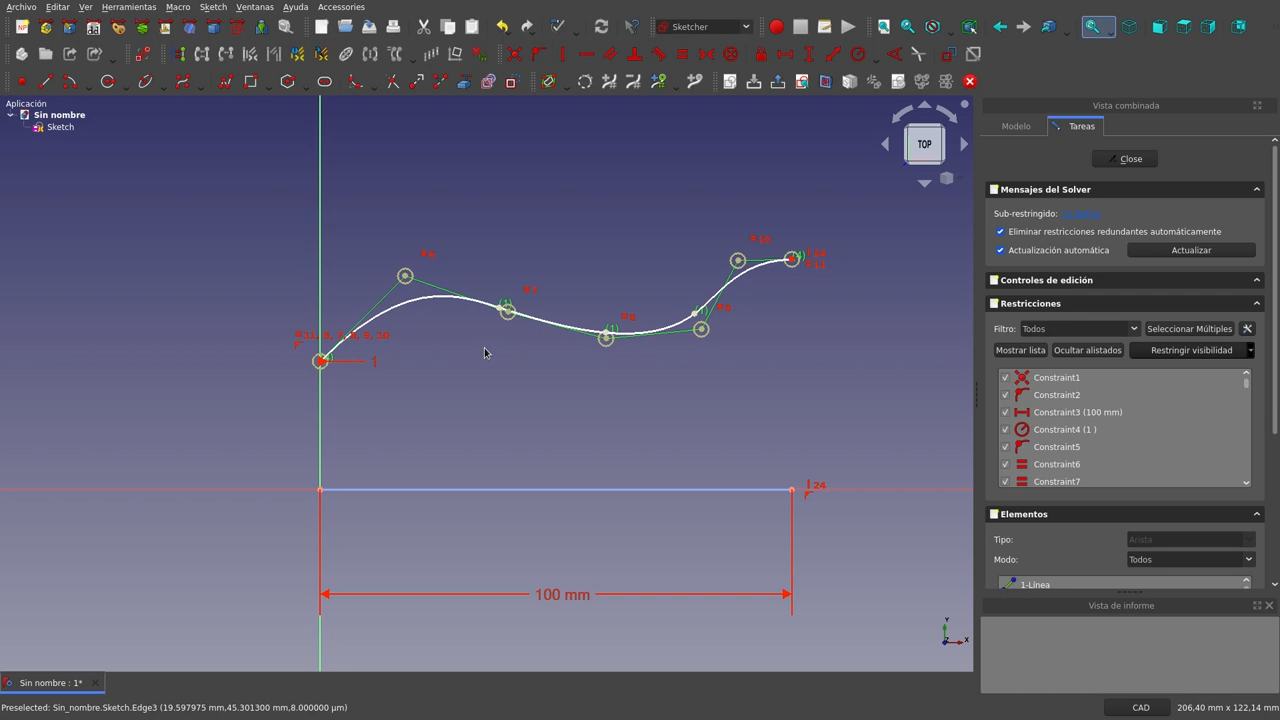 Archivo Editar Ver Herramientas Macro Sketch Ventanas Ayuda Accessories
Sketcher
Aplicación
Sin nombre
Sketch
TOP
Vista combinada
Modelo Tareas
Close
Mensajes del Solver
Sub-restringido:
Eliminar restricciones redundantes automáticamente
Actualización automática Actualizar
Controles de edición
Restricciones
Filtro: Todos Seleccionar Múltiples
Mostrar lista Ocultar alistados Restringir visibilidad
Constraint1
Constraint2
Constraint3 (100 mm)
Constraint4 (1 )
Constraint5
Constraint6
Constraint7
Elementos
Tipo: Arista
Modo: Todos
1-Línea
Vista de informe
1
24
100 mm
Y
X
Sin nombre : 1*
Preselected: Sin_nombre.Sketch.Edge3 (19.597975 mm,45.301300 mm,8.000000 µm)
CAD 206,40 mm x 122,14 mm